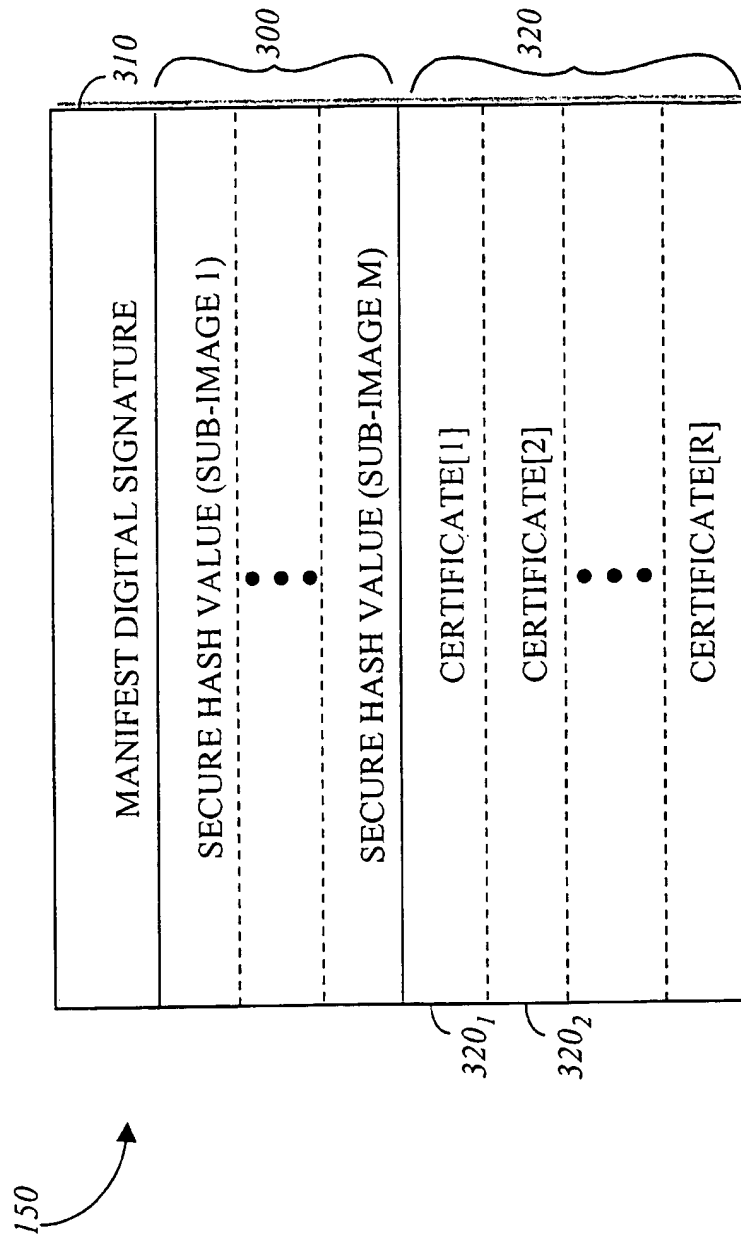 150
MANIFEST DIGITAL SIGNATURE
310
SECURE HASH VALUE (SUB-IMAGE 1)
300
SECURE HASH VALUE (SUB-IMAGE M)
CERTIFICATE[1]
320₁
CERTIFICATE[2]
320₂
320
CERTIFICATE[R]